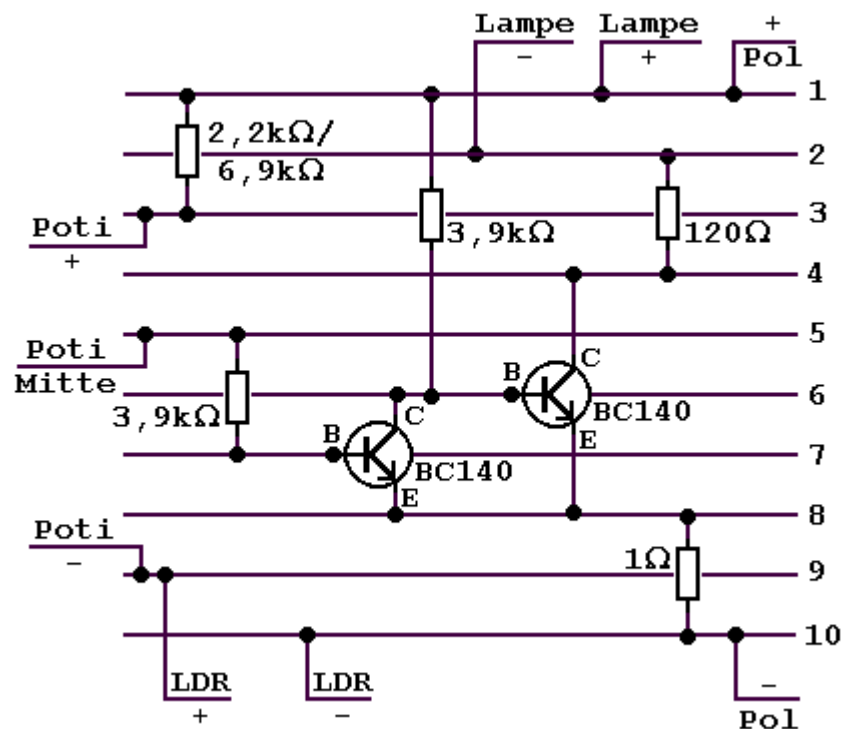 Lampe
-
Lampe
+
+
Pol
1
2,2kΩ/
6,9kΩ
2
Poti
+
3,9kΩ
120Ω
3
4
5
Poti
Mitte
3,9kΩ
B
C
E
BC140
6
B
C
E
BC140
7
8
Poti
-
1Ω
9
10
LDR
+
LDR
-
-
Pol